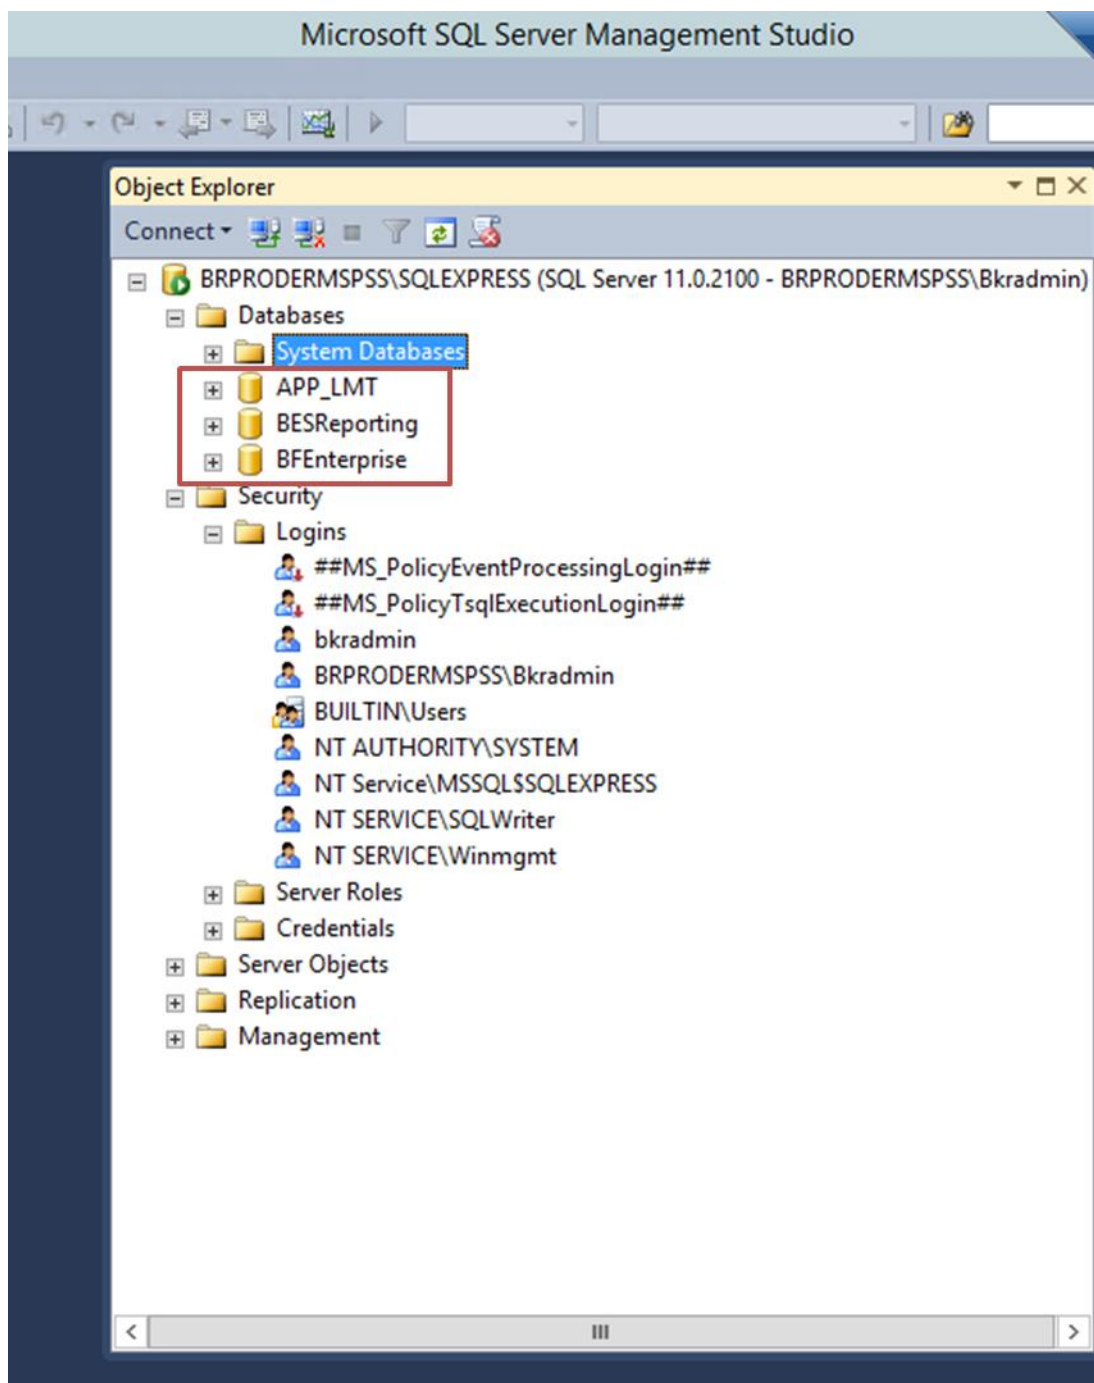 Microsoft SQL Server Management Studio
Object Explorer
Connect
BRPRODERMSPSS\SQLEXPRESS (SQL Server 11.0.2100 - BRPRODERMSPSS\Bkradmin)
Databases
System Databases
APP_LMT
BESReporting
BFEnterprise
Security
Logins
##MS_PolicyEventProcessingLogin##
##MS_PolicyTsqlExecutionLogin##
bkradmin
BRPRODERMSPSS\Bkradmin
BUILTIN\Users
NT AUTHORITY\SYSTEM
NT Service\MSSQL$SQLEXPRESS
NT SERVICE\SQLWriter
NT SERVICE\Winmgmt
Server Roles
Credentials
Server Objects
Replication
Management